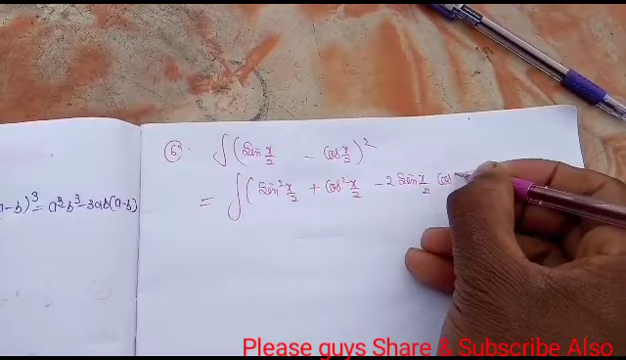 6. ∫(Sin x/2 - Cos x/2)²
= ∫(Sin² x/2 + Cos² x/2 - 2 Sin x/2 Cos
a-b)³ = a³-b³-3ab(a-b)
Please guys Share & Subscribe Also